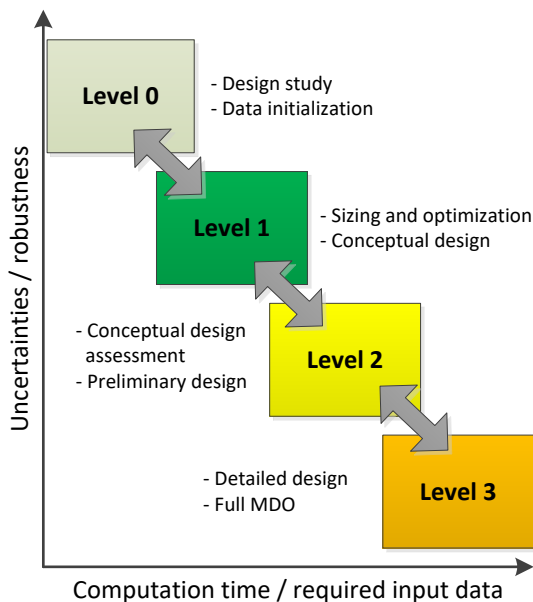 Uncertainties / robustness
Level 0
- Design study
- Data initialization
Level 1
- Sizing and optimization
- Conceptual design
- Conceptual design
assessment
- Preliminary design
Level 2
- Detailed design
- Full MDO
Level 3
Computation time / required input data